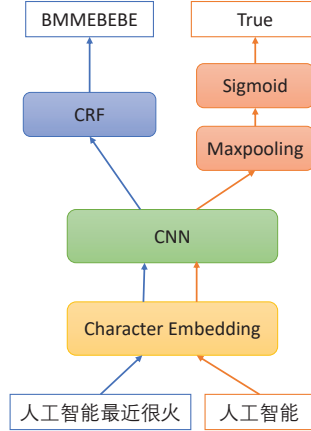 BMMEBEBE
True
Sigmoid
CRF
Maxpooling
CNN
Character Embedding
人工智能最近很火
人工智能